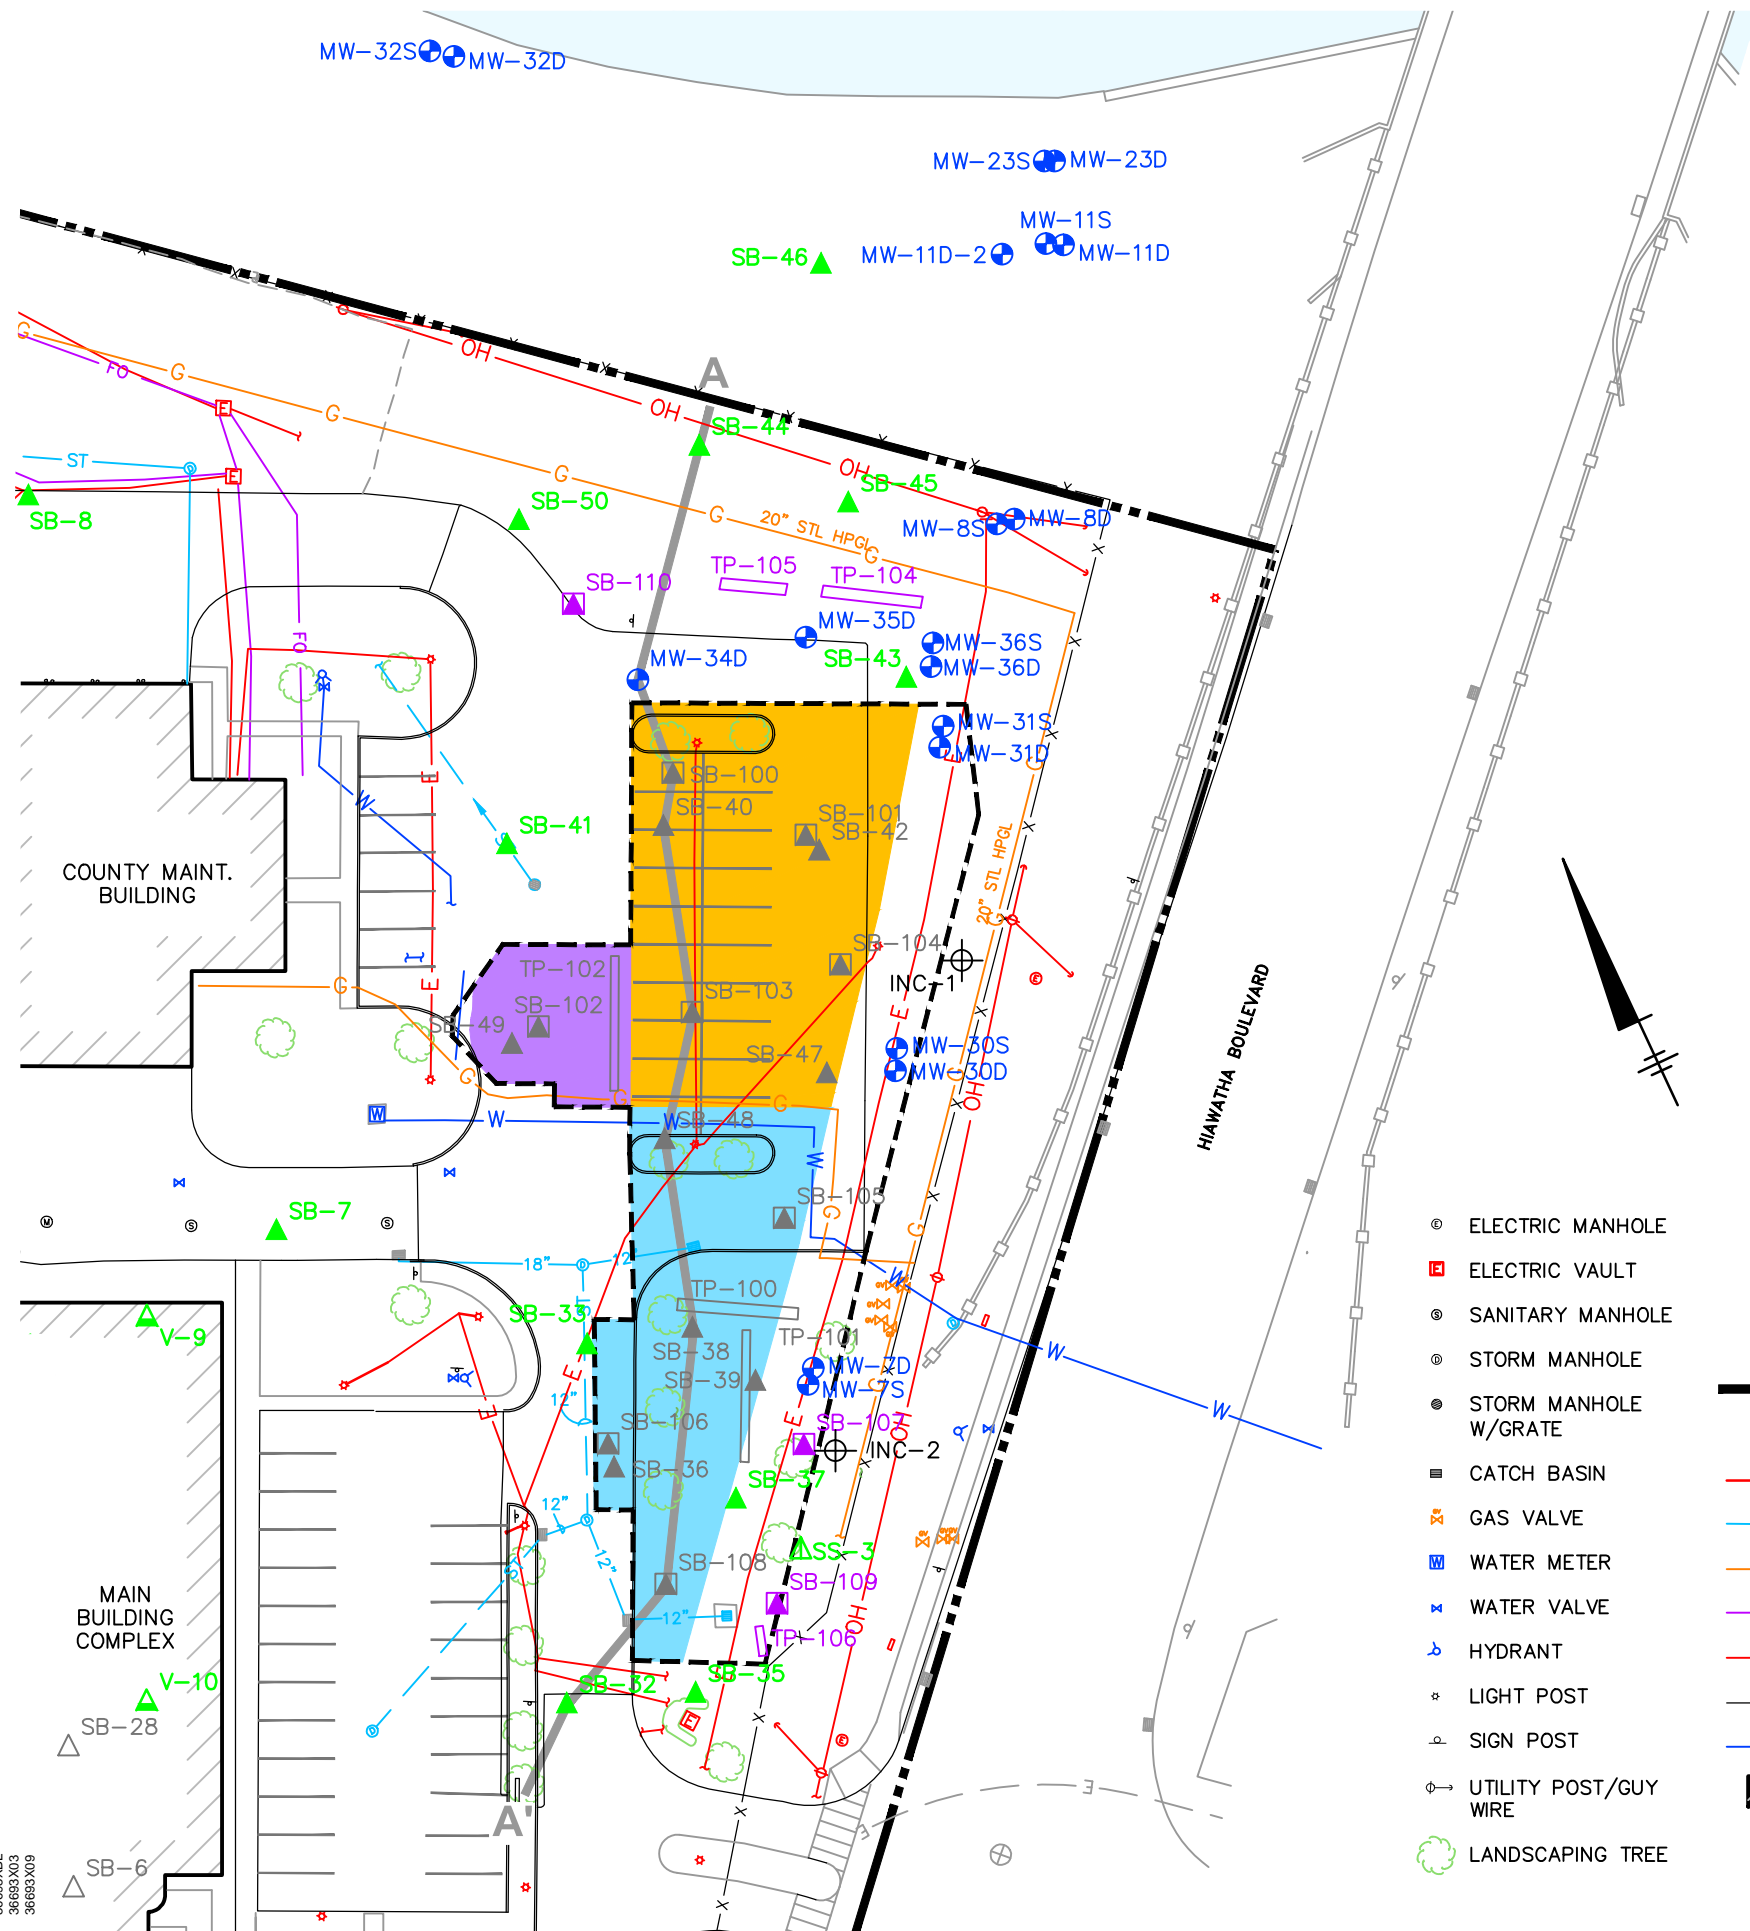 MW-32S
MW-32D
MW-23S
MW-23D
MW-11S
MW-11D-2
MW-11D
SB-46
G
OH
A
FO
G
G
OH
SB-44
E
ST
E
G
OH
SB-45
SB-8
SB-50
G
20" STL HPGL
G
MW-8S
MW-8D
TP-105
TP-104
SB-110
FO
MW-35D
MW-36S
MW-34D
SB-43
MW-36D
MW-31S
MW-31D
E
G
SB-100
E
W
SB-40
SB-101
SB-42
SB-41
S
20" STL HPGL
COUNTY MAINT.
BUILDING
G
SB-104
TP-102
INC-1
E
G
SB-103
E
SB-102
SB-49
MW-30S
SB-47
MW-30D
HIAWATHA BOULEVARD
G
G
G
G
OH
W
W
W
SB-48
W
SB-105
SB-7
G
G
ELECTRIC MANHOLE
18"
12"
W
ELECTRIC VAULT
TP-100
SB-33
ST
SANITARY MANHOLE
V-9
TP-101
SB-38
W
STORM MANHOLE
E
MW-7D
SB-39
MW-7S
G
12"
STORM MANHOLE
W/GRATE
E
E
W
SB-106
SB-107
OH
INC-2
SB-36
CATCH BASIN
SB-37
12"
GAS VALVE
SS-3
12"
ST
SB-108
WATER METER
SB-109
MAIN
BUILDING
COMPLEX
12"
OH
WATER VALVE
TP-106
HYDRANT
V-10
SB-32
SB-35
LIGHT POST
SB-28
E
SIGN POST
E
UTILITY POST/GUY
WIRE
A'
E
LANDSCAPING TREE
SB-6
36693X03
36693X09